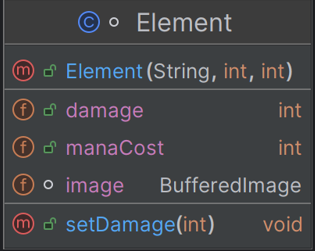 C Element
m Element(String, int, int)
f damage int
f manaCost int
f image BufferedImage
m setDamage(int) void